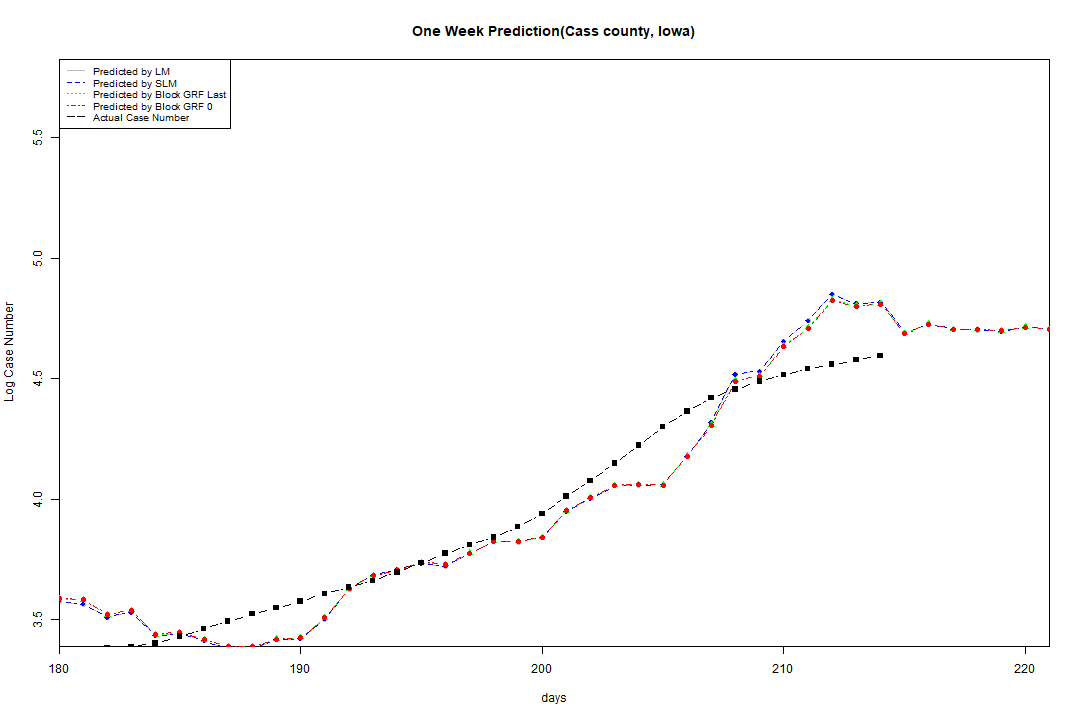 One Week Prediction(Cass county, Iowa)
Predicted by LM
Predicted by SLM
Predicted by Block GRF Last
Predicted by Block GRF 0
Actual Case Number
5.5
5.0
4.5
4.0
3.5
Log Case Number
180 190 200 210 220
days